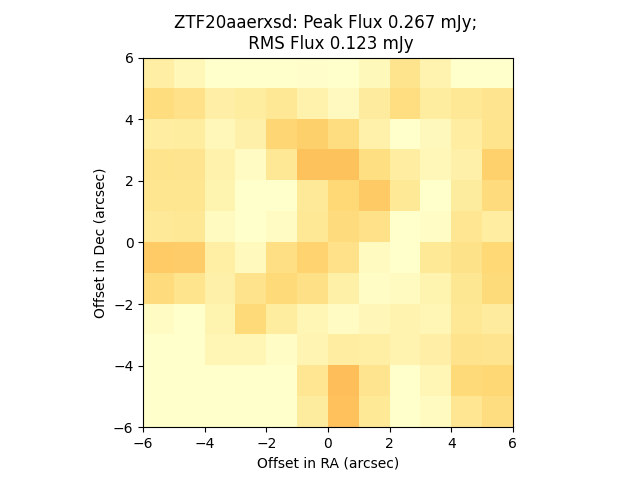 ZTF20aaerxsd: Peak Flux 0.267 mJy;
RMS Flux 0.123 mJy
6
4
2
0
−2
−4
−6
Offset in Dec (arcsec)
−6 −4 −2 0 2 4 6
Offset in RA (arcsec)